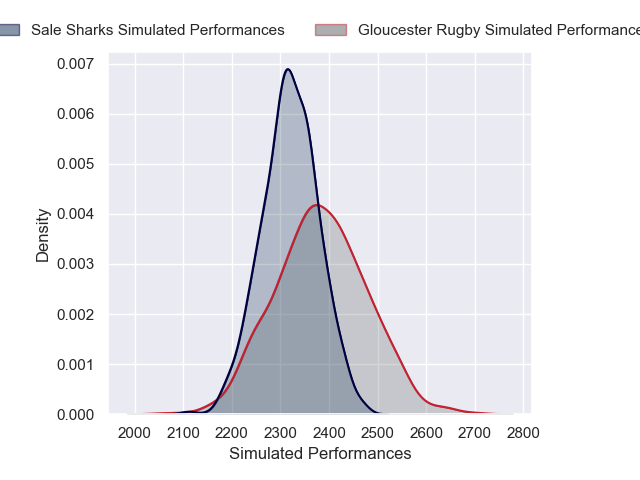 Sale Sharks Simulated Performances
Gloucester Rugby Simulated Performance
0.007
0.006
0.005
0.004
0.003
0.002
0.001
0.000
Density
2000 2100 2200 2300 2400 2500 2600 2700 2800
Simulated Performances